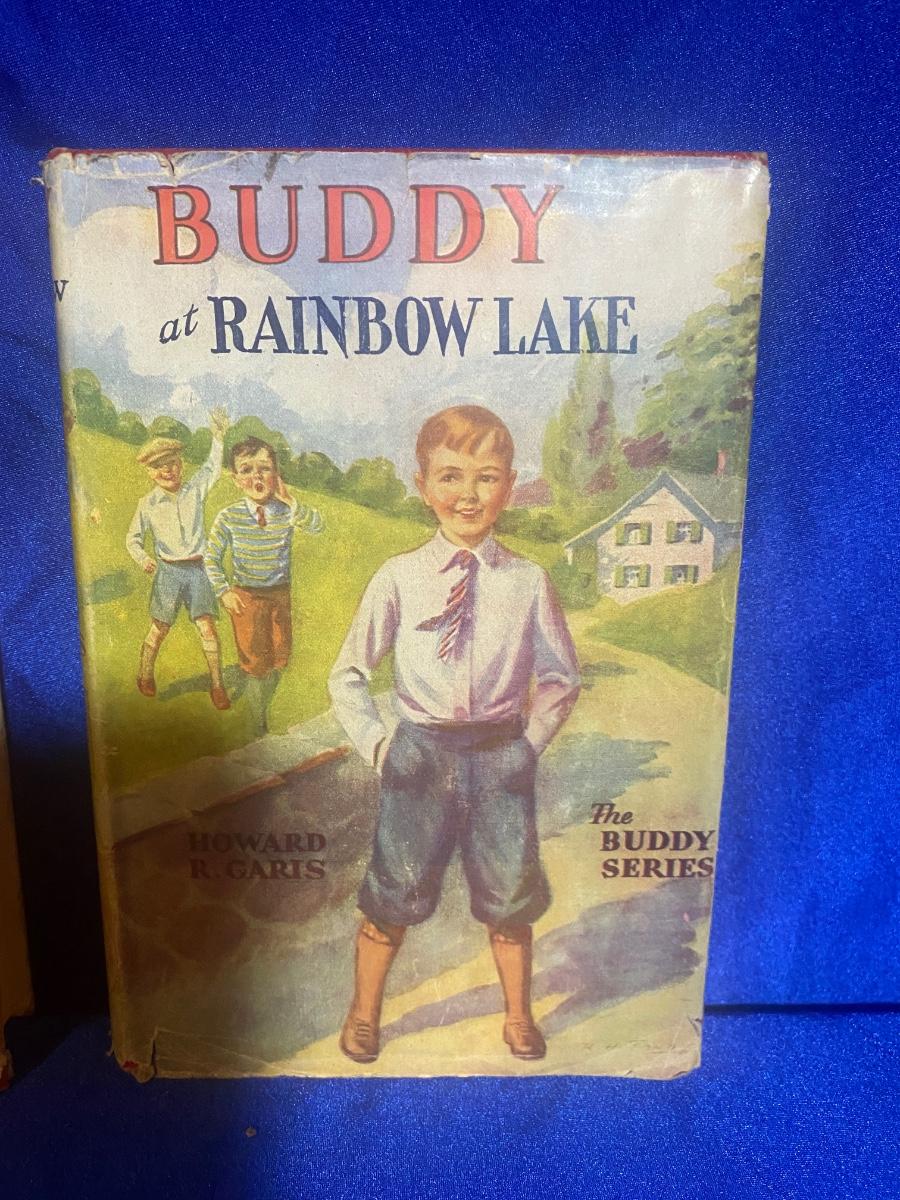 BUDDY
at RAINBOW LAKE
HOWARD
R. GARIS
The
BUDDY
SERIES